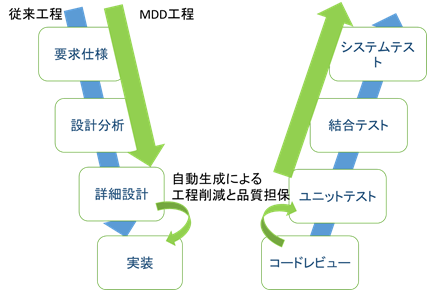 従来工程
MDD工程
要求仕様
設計分析
詳細設計
実装
自動生成による
工程削減と品質担保
システムテス
ト
結合テスト
ユニットテスト
コードレビュー